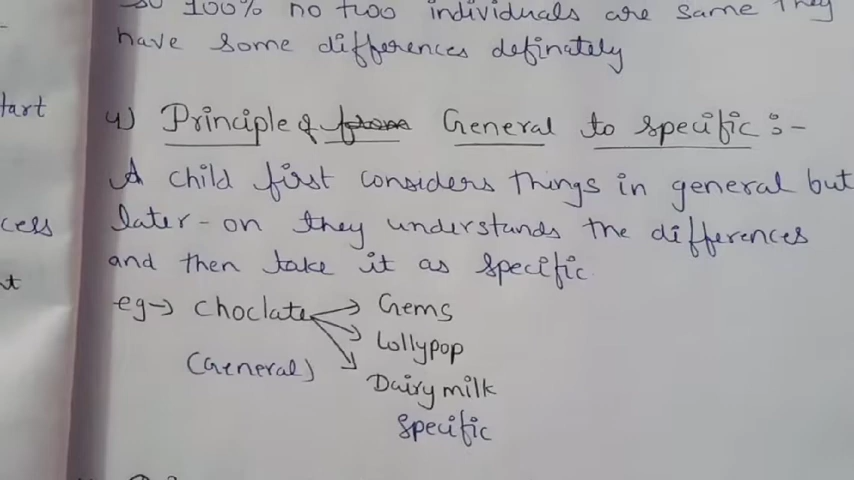 So 100% no two individuals are same they
have some differences definately
4) Principle of from General to specific :-
A child first considers things in general but
later-on they understands the differences
and then take it as specific.
eg→ Choclate → Gems
→ Lollypop
(General) → Dairymilk
Specific
tart
cess
t